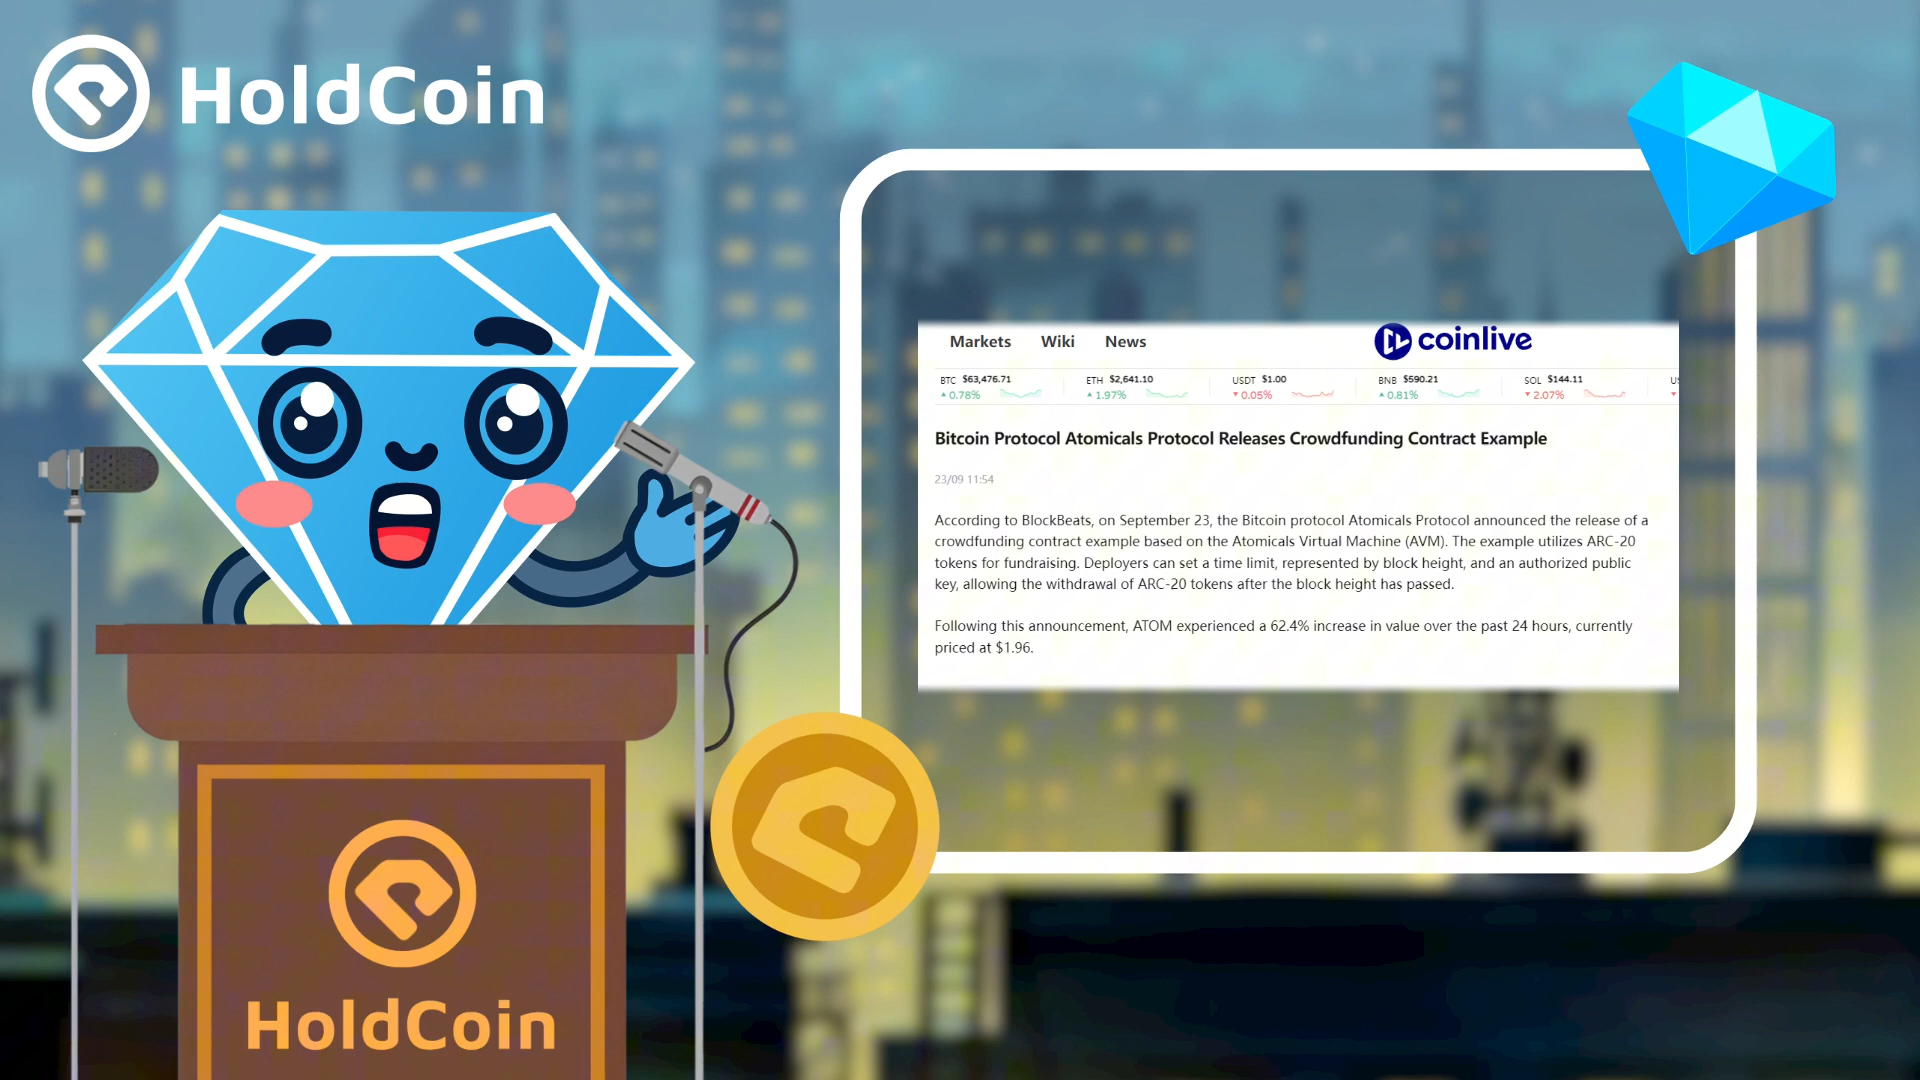 HoldCoin
Markets Wiki News
coinlive
BTC $63,476.71
0.78%
ETH $2,641.10
1.97%
USDT $1.00
0.05%
BNB $590.21
0.81%
SOL $144.11
2.07%
Bitcoin Protocol Atomicals Protocol Releases Crowdfunding Contract Example
23/09 11:54
According to BlockBeats, on September 23, the Bitcoin protocol Atomicals Protocol announced the release of a
crowdfunding contract example based on the Atomicals Virtual Machine (AVM). The example utilizes ARC-20
tokens for fundraising. Deployers can set a time limit, represented by block height, and an authorized public
key, allowing the withdrawal of ARC-20 tokens after the block height has passed.
Following this announcement, ATOM experienced a 62.4% increase in value over the past 24 hours, currently
priced at $1.96.
HoldCoin